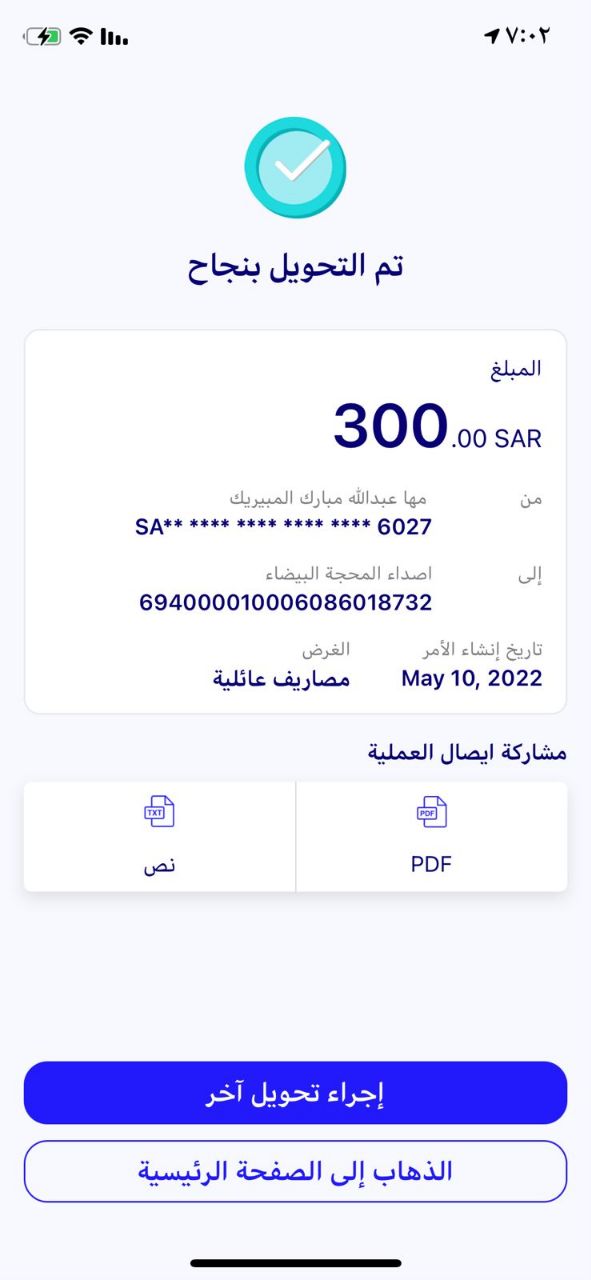 ٧:٠٢
تم التحويل بنجاح
المبلغ
300.00 SAR
من مها عبدالله مبارك المبيريك
SA** **** **** **** **** 6027
إلى اصداء المحجة البيضاء
694000010006086018732
تاريخ إنشاء الأمر الغرض
May 10, 2022 مصاريف عائلية
مشاركة ايصال العملية
PDF TXT
PDF نص
إجراء تحويل آخر
الذهاب إلى الصفحة الرئيسية